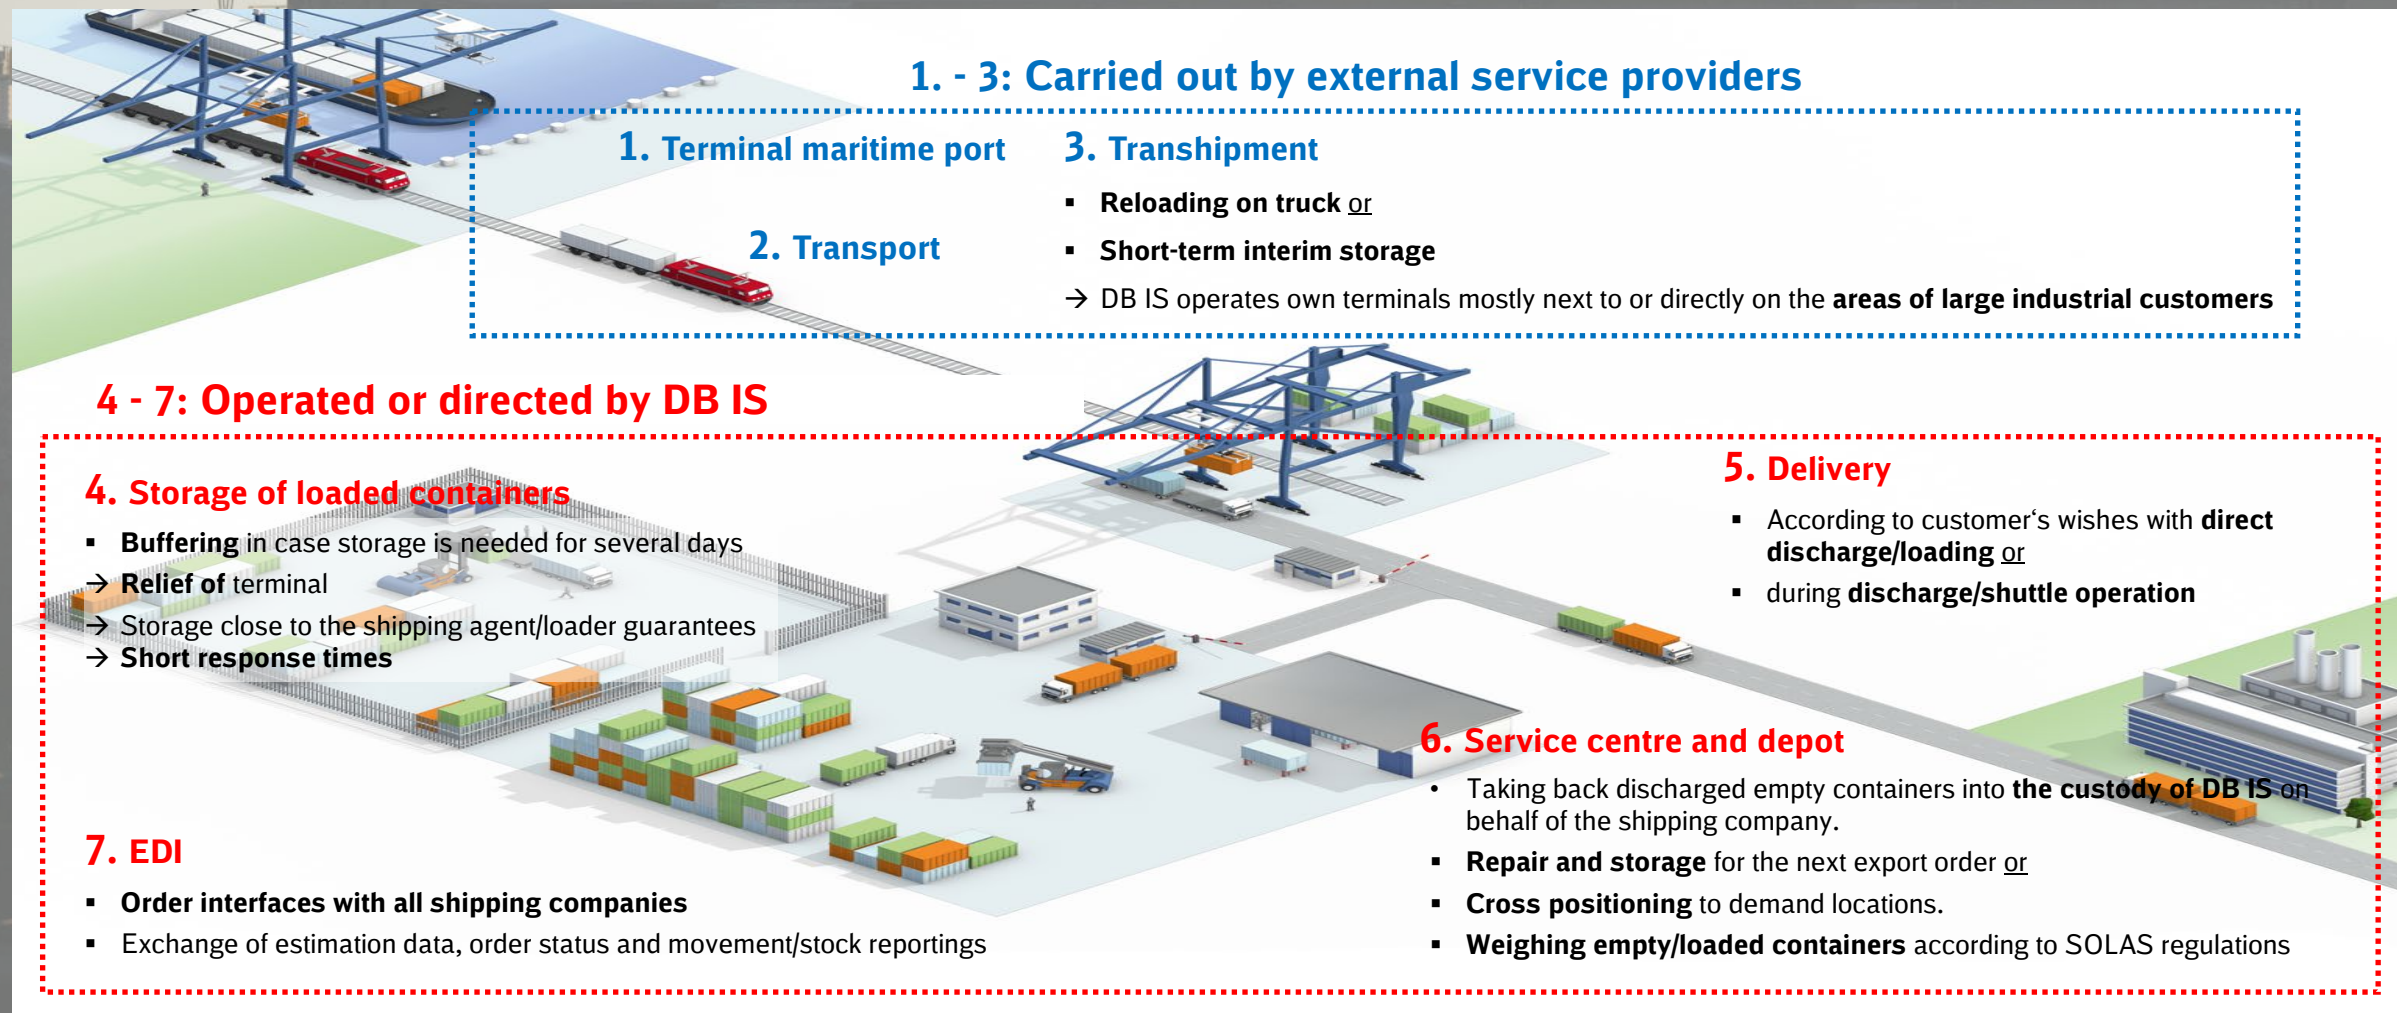 1. - 3: Carried out by external service providers
1. Terminal maritime port
2. Transport
3. Transhipment
▪ Reloading on truck or
▪ Short-term interim storage
→ DB IS operates own terminals mostly next to or directly on the areas of large industrial customers
4 - 7: Operated or directed by DB IS
4. Storage of loaded containers
▪ Buffering in case storage is needed for several days
→ Relief of terminal
→ Storage close to the shipping agent/loader guarantees
→ Short response times
5. Delivery
▪ According to customer‘s wishes with direct
discharge/loading or
▪ during discharge/shuttle operation
6. Service centre and depot
• Taking back discharged empty containers into the custody of DB IS on
behalf of the shipping company.
▪ Repair and storage for the next export order or
▪ Cross positioning to demand locations.
▪ Weighing empty/loaded containers according to SOLAS regulations
7. EDI
▪ Order interfaces with all shipping companies
▪ Exchange of estimation data, order status and movement/stock reportings